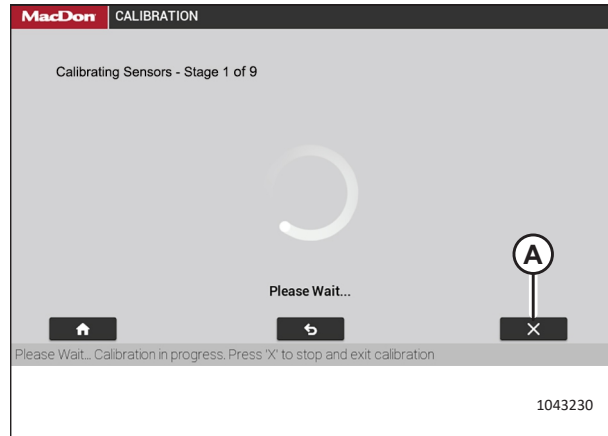 MacDon CALIBRATION
Calibrating Sensors - Stage 1 of 9
A
Please Wait...
Please Wait... Calibration in progress. Press 'X' to stop and exit calibration
1043230